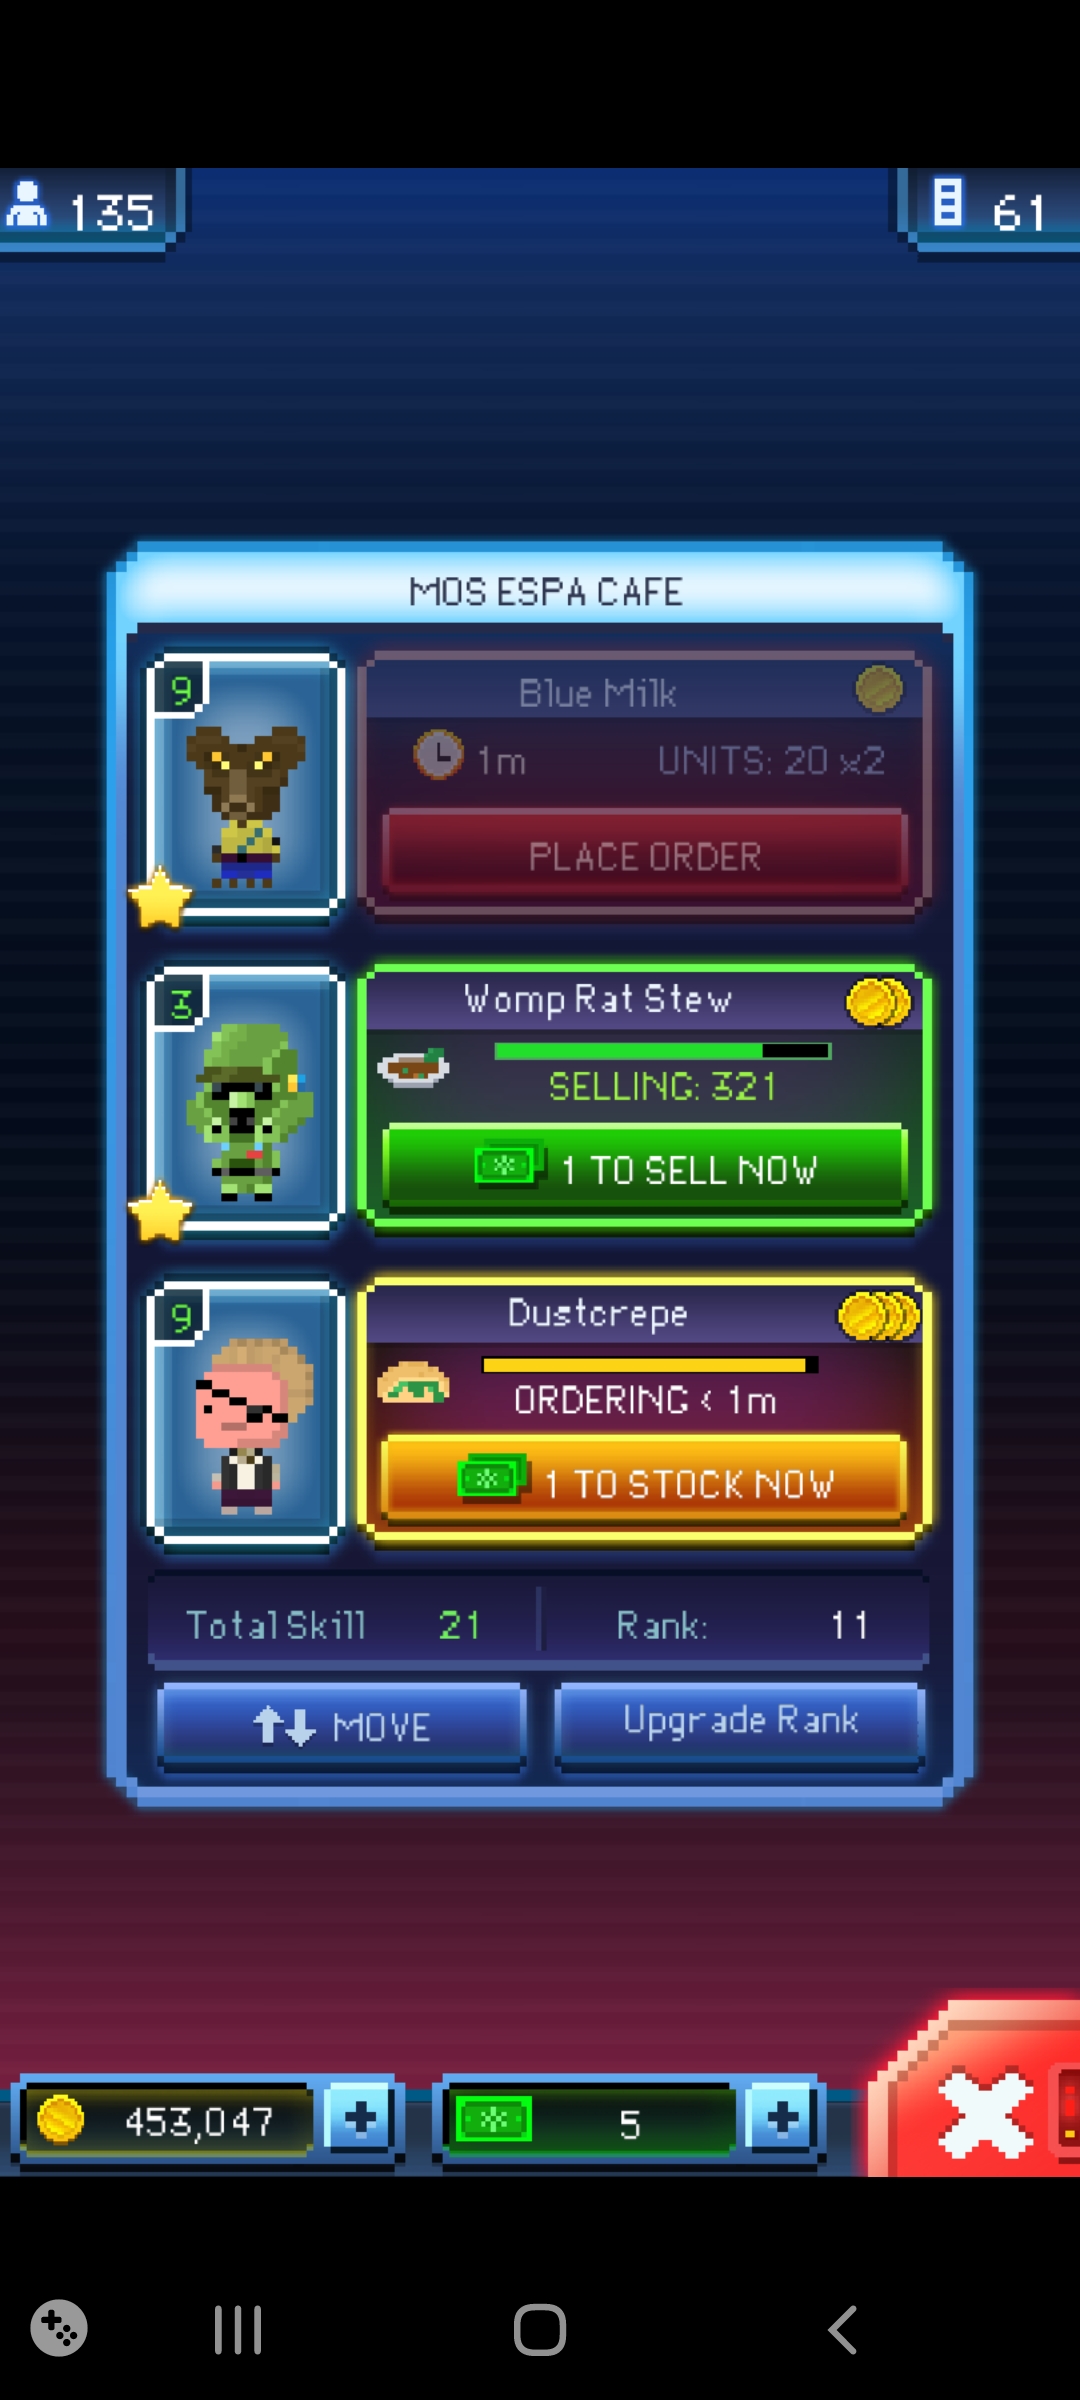 135
61
MOS ESPA CAFE
9
Blue Milk
1m UNITS: 20 x2
PLACE ORDER
3
Womp Rat Stew
SELLING: 321
1 TO SELL NOW
9
Dustcrepe
ORDERING < 1m
1 TO STOCK NOW
Total Skill 21 Rank: 11
MOVE Upgrade Rank
453,047 + 5 +